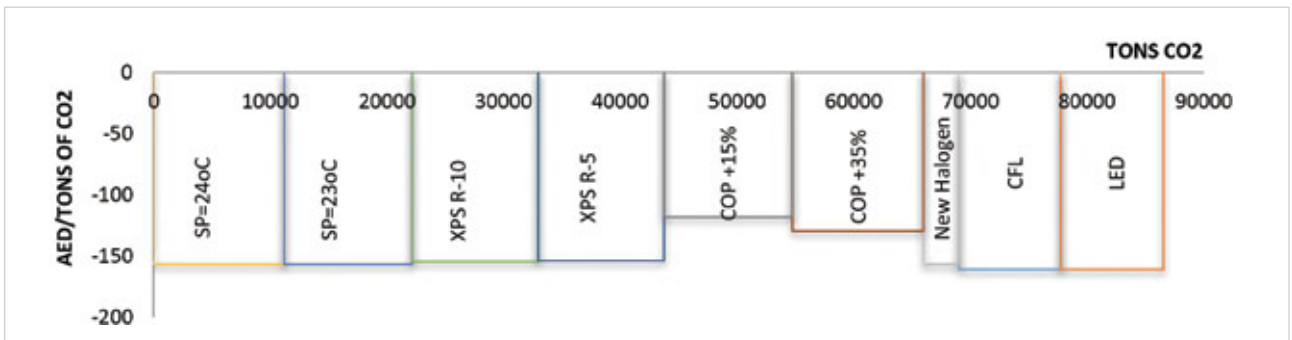 TONS CO2
AED/TONS OF CO2
0
-50
-100
-150
-200
0 10000 20000 30000 40000 50000 60000 70000 80000 90000
SP=24oC
SP=23oC
XPS R-10
XPS R-5
COP +15%
COP +35%
New Halogen
CFL
LED